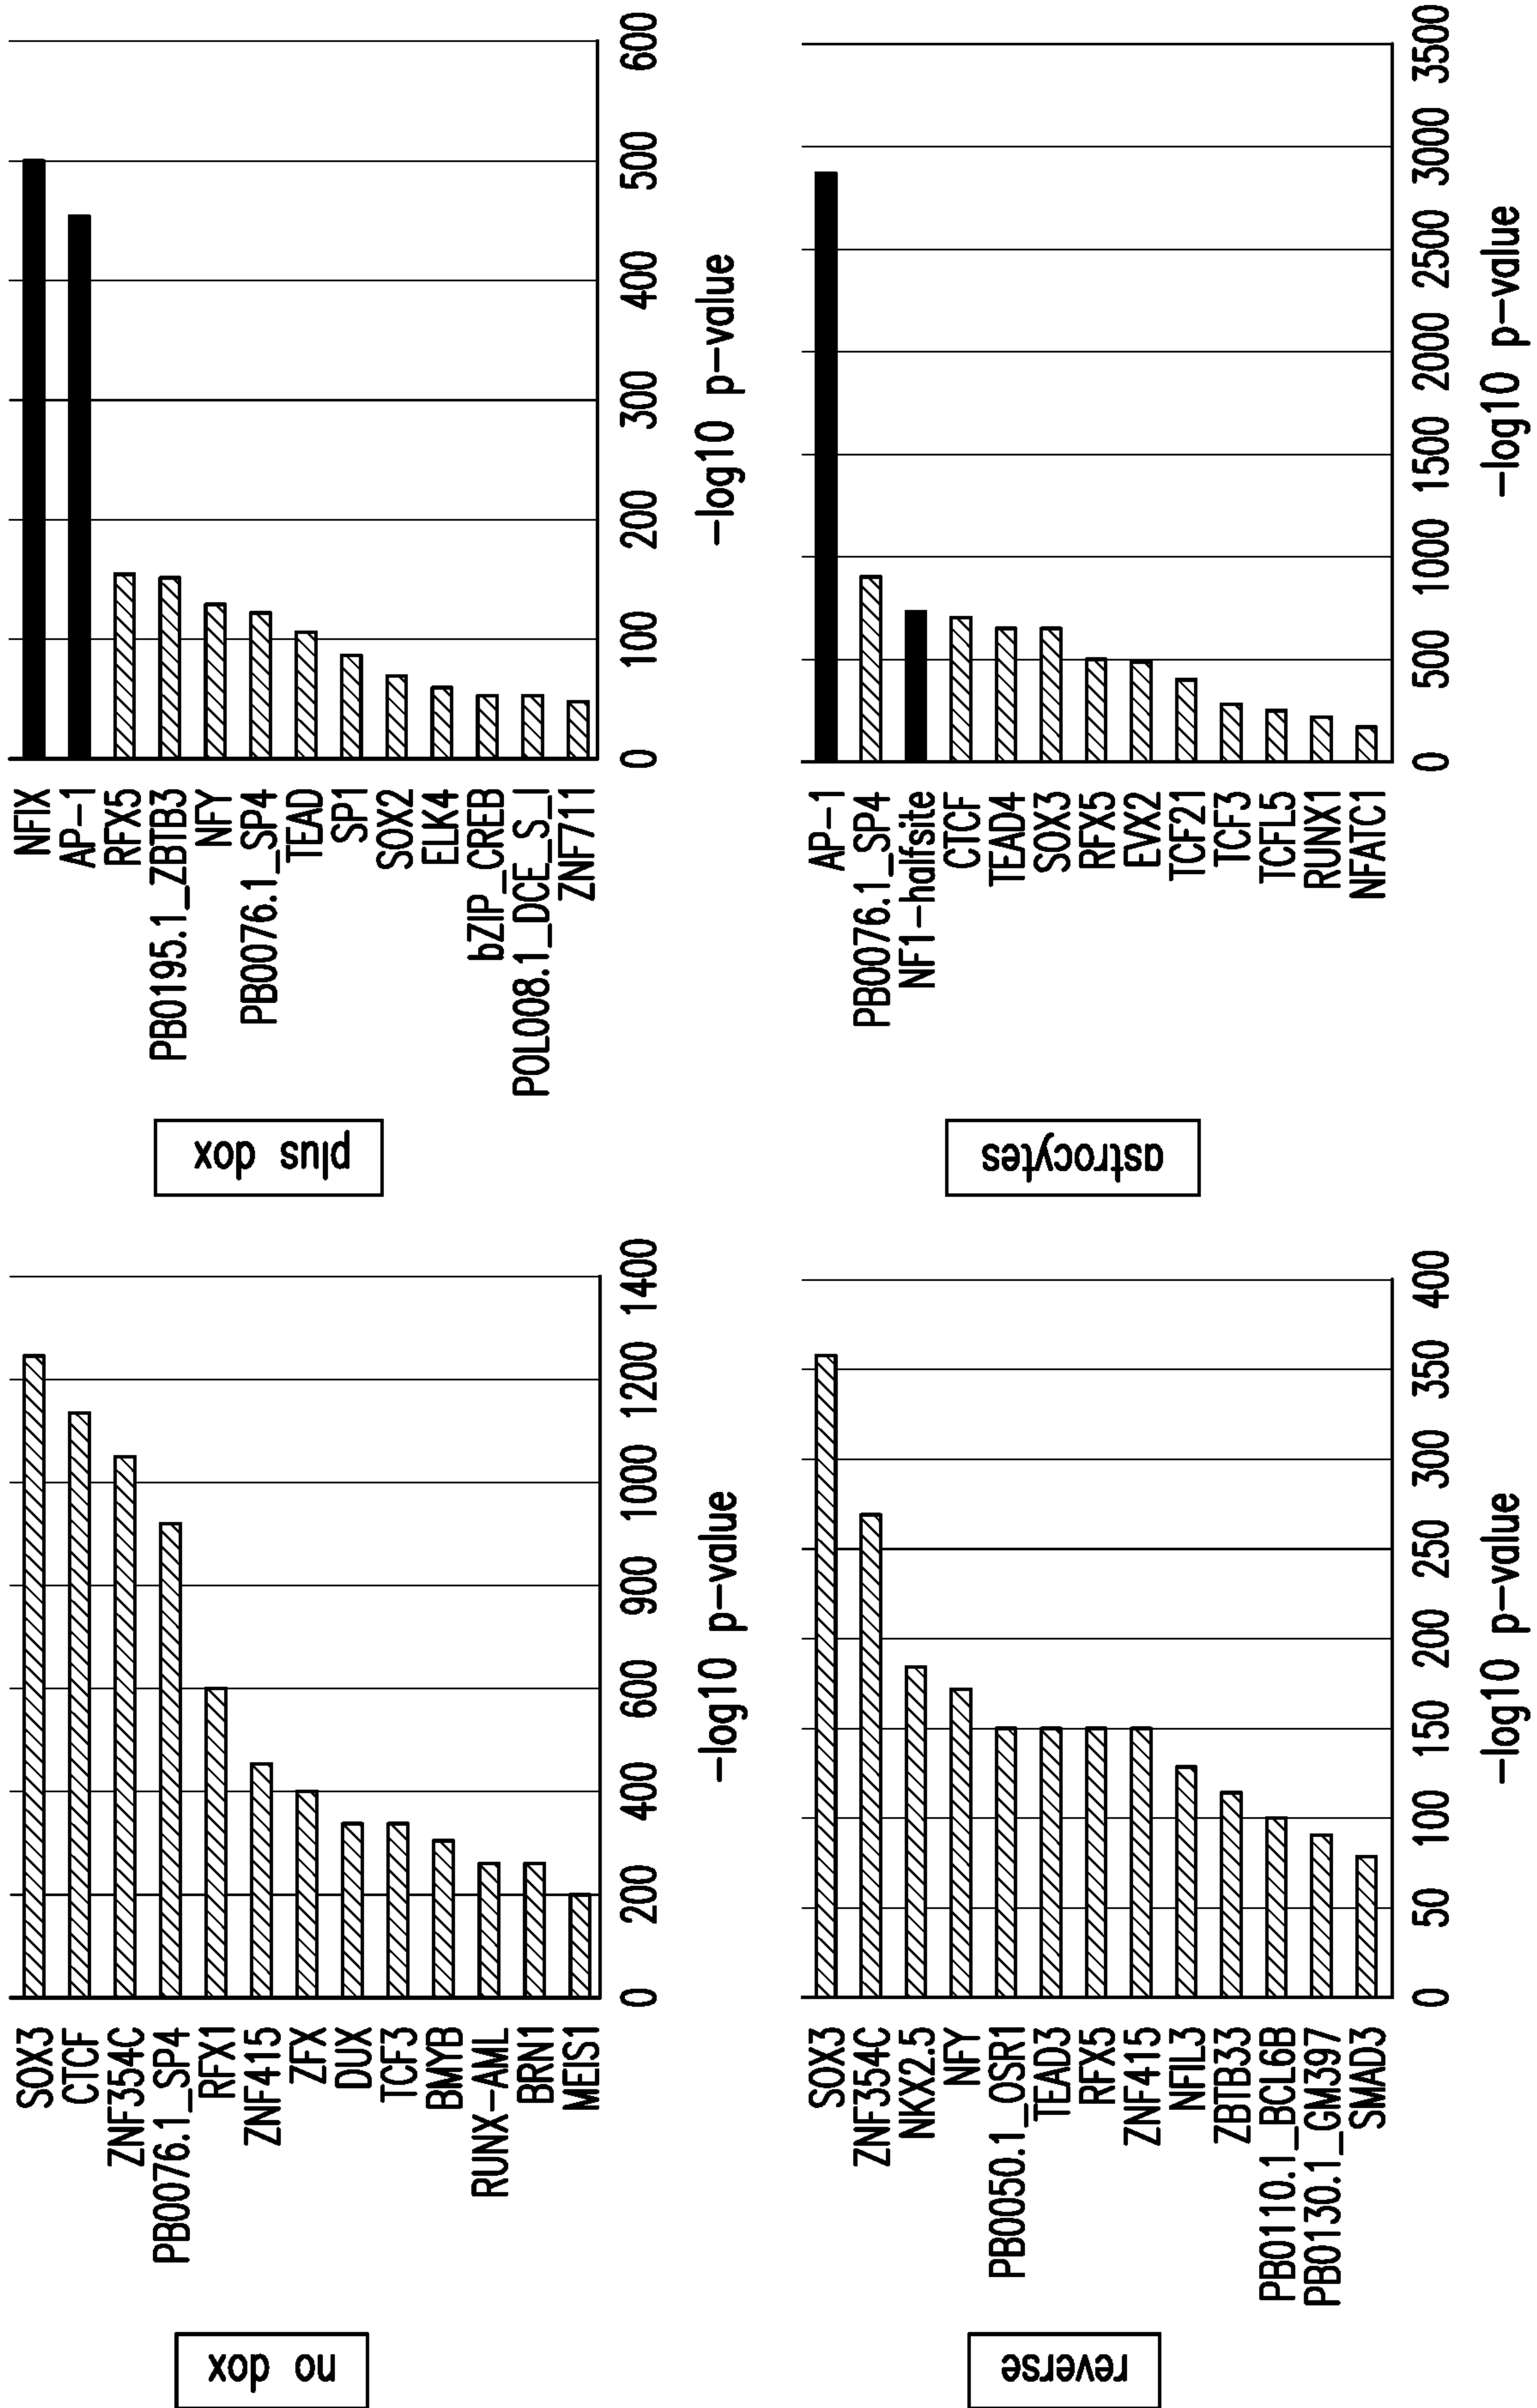 no dox
SOX3
CTCF
ZNF354C
PB0076.1_SP4
RFX1
ZNF415
ZFX
DUX
TCF3
BMYB
RUNX-AML
BRN1
MEIS1
0 200 400 600 900 1000 1200 1400
-log10 p-value
plus dox
NFIX
AP-1
RFX5
PB0195.1_ZBTB3
NFY
PB0076.1_SP4
TEAD
SP1
SOX2
ELK4
bZIP_CREB
POL008.1_DCE_S_I
ZNF711
0 100 200 300 400 500 600
-log10 p-value
reverse
SOX3
ZNF354C
NKX2.5
NFY
PB0050.1_OSR1
TEAD3
RFX5
ZNF415
NFIL3
ZBTB33
PB0110.1_BCL6B
PB0130.1_GM397
SMAD3
0 50 100 150 200 250 300 350 400
-log10 p-value
astrocytes
AP-1
PB0076.1_SP4
NF1-halfsite
CTCF
TEAD4
SOX3
RFX5
EVX2
TCF21
TCF3
TCFL5
RUNX1
NFATC1
0 500 1000 1500 2000 2500 3000 3500
-log10 p-value